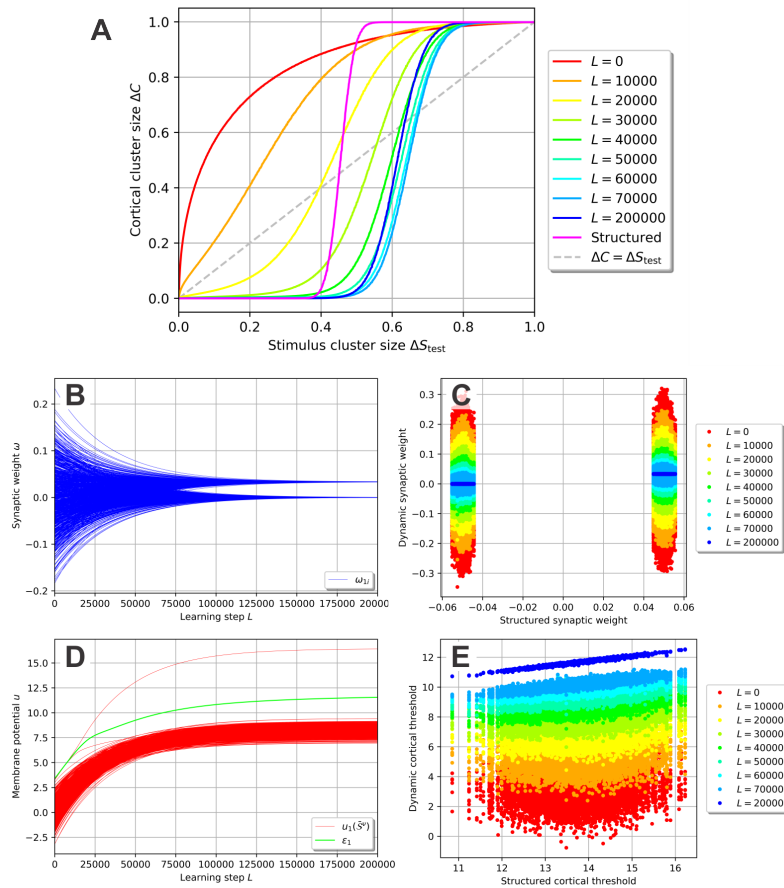 A
Cortical cluster size ΔC
1.0
0.8
0.6
0.4
0.2
0.0
0.0 0.2 0.4 0.6 0.8 1.0
Stimulus cluster size ΔS_test
L = 0
L = 10000
L = 20000
L = 30000
L = 40000
L = 50000
L = 60000
L = 70000
L = 200000
Structured
ΔC = ΔS_test
B
Synaptic weight ω
0.2
0.1
0.0
−0.1
−0.2
0 25000 50000 75000 100000 125000 150000 175000 20000
Learning step L
ω_1j
C
Dynamic synaptic weight
0.3
0.2
0.1
0.0
−0.1
−0.2
−0.3
−0.06 −0.04 −0.02 0.00 0.02 0.04 0.06
Structured synaptic weight
L = 0
L = 10000
L = 20000
L = 30000
L = 40000
L = 50000
L = 60000
L = 70000
L = 200000
D
Membrane potential u
15.0
12.5
10.0
7.5
5.0
2.5
0.0
−2.5
0 25000 50000 75000 100000 125000 150000 175000 20000
Learning step L
u₁(S̄ᵘ)
ε₁
E
Dynamic cortical threshold
12
10
8
6
4
2
0
11 12 13 14 15 16
Structured cortical threshold
L = 0
L = 10000
L = 20000
L = 30000
L = 40000
L = 50000
L = 60000
L = 70000
L = 20000